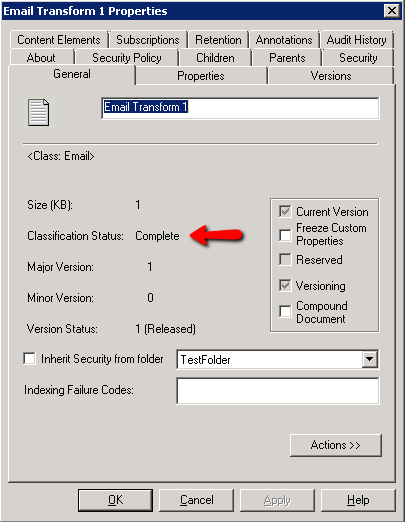 Email Transform 1 Properties
Content Elements Subscriptions Retention Annotations Audit History
About Security Policy Children Parents Security
General Properties Versions
Email Transform 1
<Class: Email>
Size (KB): 1
Classification Status: Complete
Major Version: 1
Minor Version: 0
Version Status: 1 (Released)
Current Version
Freeze Custom
Properties
Reserved
Versioning
Compound
Document
Inherit Security from folder TestFolder
Indexing Failure Codes:
Actions >>
OK Cancel Apply Help